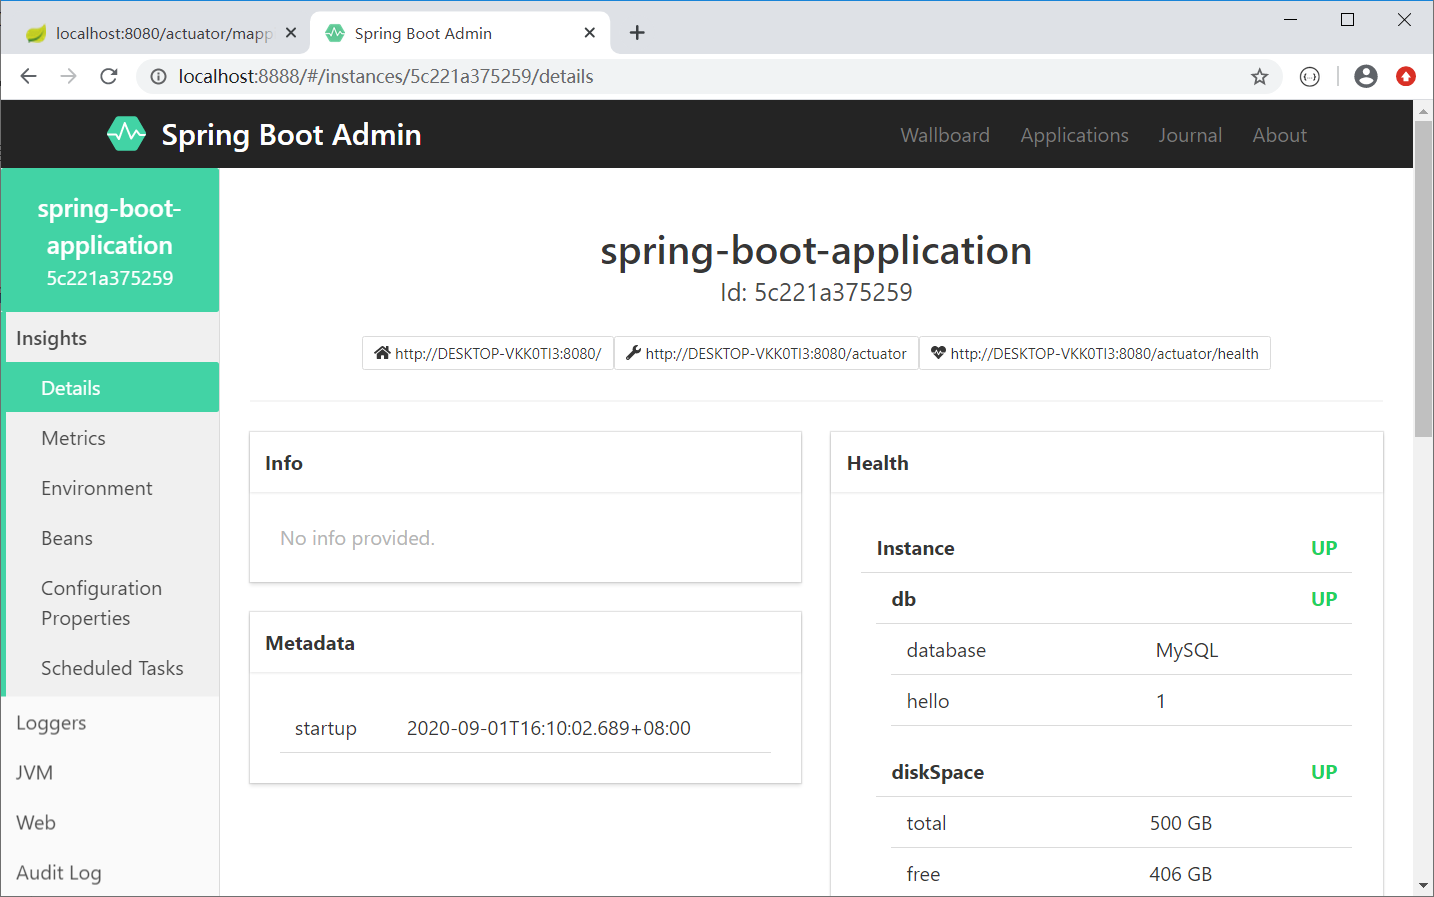 localhost:8080/actuator/mapp
Spring Boot Admin
localhost:8888/#/instances/5c221a375259/details
Spring Boot Admin
Wallboard Applications Journal About
spring-boot-
application
5c221a375259
Insights
Details
Metrics
Environment
Beans
Configuration
Properties
Scheduled Tasks
Loggers
JVM
Web
Audit Log
spring-boot-application
Id: 5c221a375259
http://DESKTOP-VKK0TI3:8080/ http://DESKTOP-VKK0TI3:8080/actuator http://DESKTOP-VKK0TI3:8080/actuator/health
Info
No info provided.
Metadata
startup 2020-09-01T16:10:02.689+08:00
Health
Instance UP
db UP
database MySQL
hello 1
diskSpace UP
total 500 GB
free 406 GB